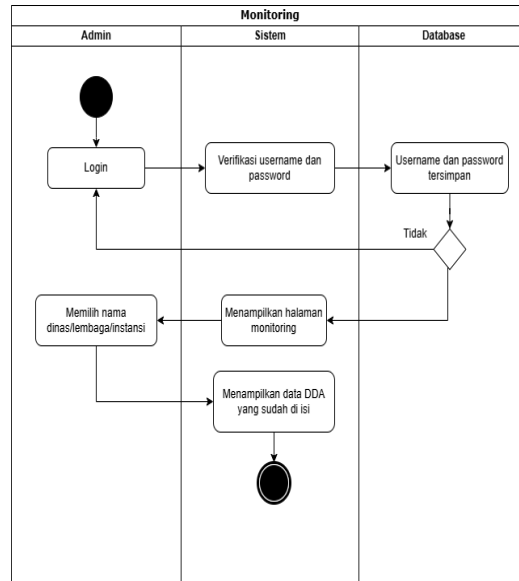 Monitoring
Admin
Sistem
Database
Login
Verifikasi username dan
password
Username dan password
tersimpan
Tidak
Memilih nama
dinas/lembaga/instansi
Menampilkan halaman
monitoring
Menampilkan data DDA
yang sudah di isi